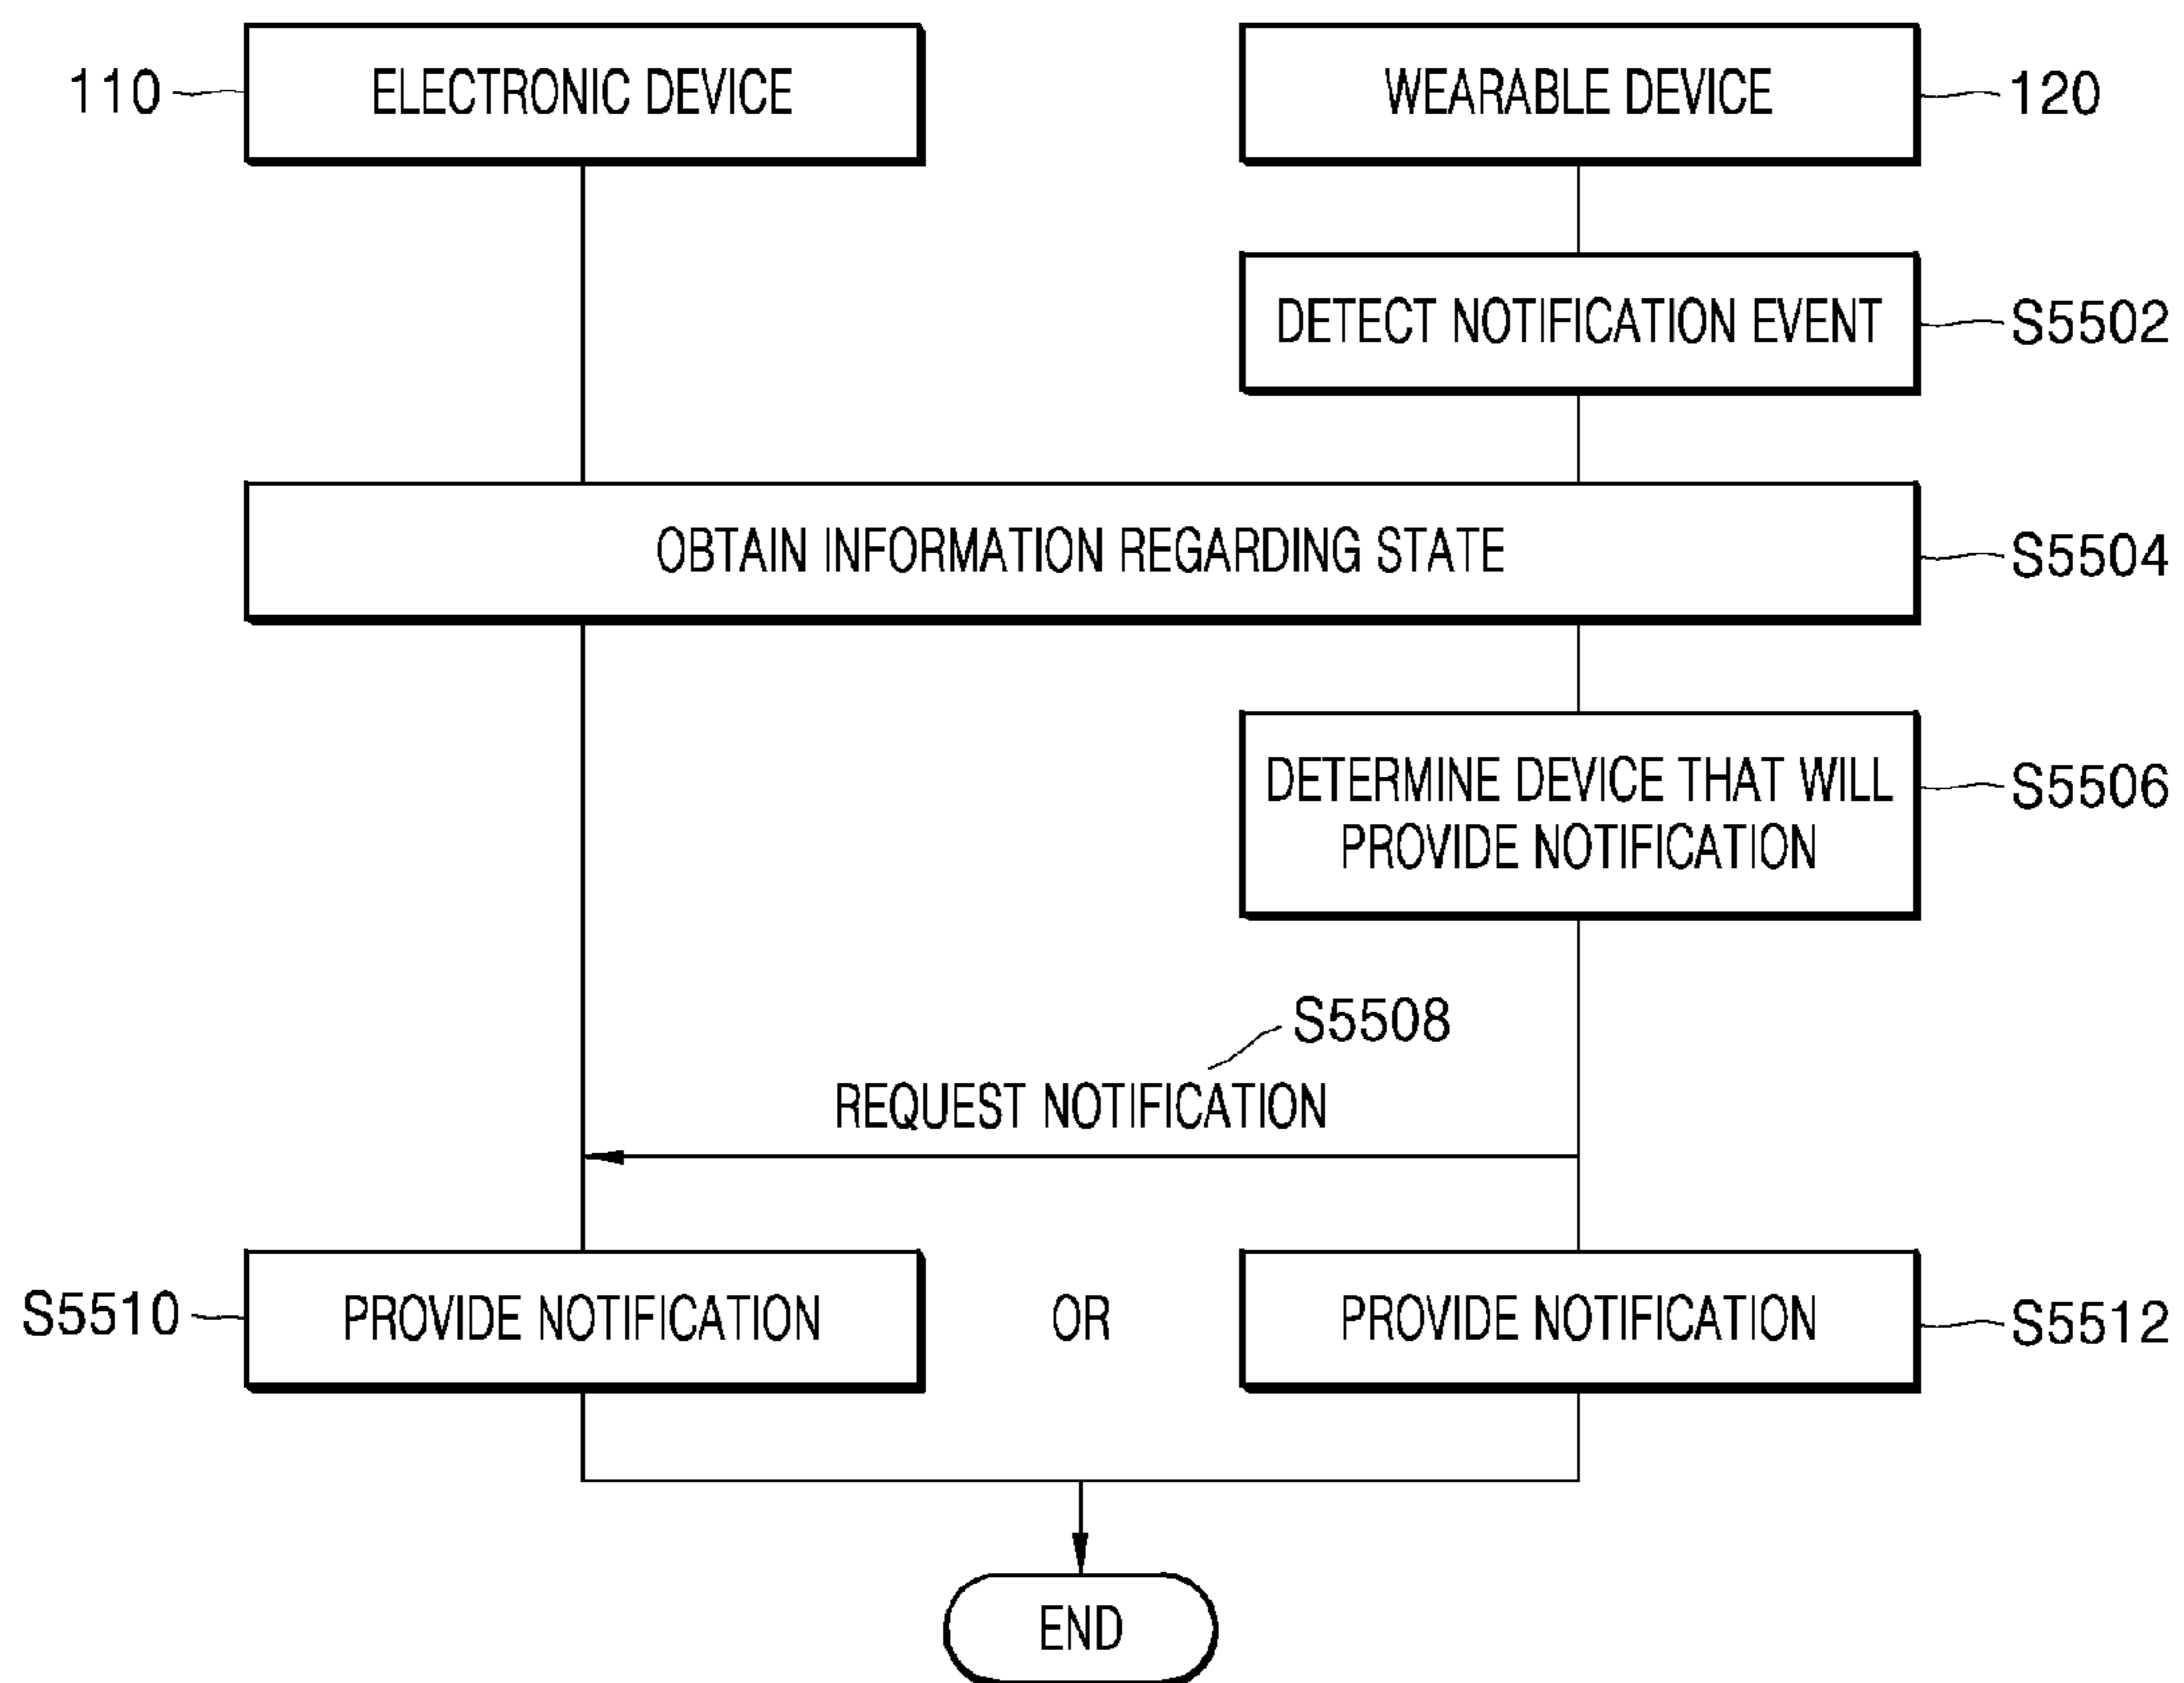 110
ELECTRONIC DEVICE
WEARABLE DEVICE
120
DETECT NOTIFICATION EVENT
S5502
OBTAIN INFORMATION REGARDING STATE
S5504
DETERMINE DEVICE THAT WILL
PROVIDE NOTIFICATION
S5506
S5508
REQUEST NOTIFICATION
S5510
PROVIDE NOTIFICATION
OR
PROVIDE NOTIFICATION
S5512
END